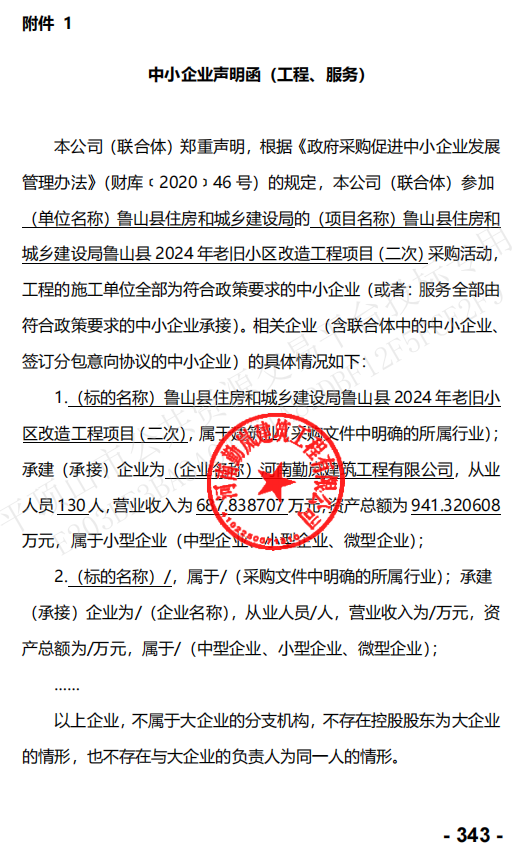 附件 1
中小企业声明函（工程、服务）
本公司（联合体）郑重声明，根据《政府采购促进中小企业发展
管理办法》（财库﹝2020﹞46 号）的规定，本公司（联合体）参加
（单位名称）鲁山县住房和城乡建设局的（项目名称）鲁山县住房和
城乡建设局鲁山县 2024 年老旧小区改造工程项目（二次）采购活动，
工程的施工单位全部为符合政策要求的中小企业（或者：服务全部由
符合政策要求的中小企业承接）。相关企业（含联合体中的中小企业、
签订分包意向协议的中小企业）的具体情况如下：
1.（标的名称）鲁山县住房和城乡建设局鲁山县 2024 年老旧小
区改造工程项目（二次），属于建筑业（采购文件中明确的所属行业）；
承建（承接）企业为（企业名称）河南勤晟建筑工程有限公司，从业
人员 130 人，营业收入为 687.838707 万元，资产总额为 941.320608
万元，属于小型企业（中型企业、小型企业、微型企业）；
2.（标的名称）/，属于/（采购文件中明确的所属行业）；承建
（承接）企业为/（企业名称），从业人员/人，营业收入为/万元，资
产总额为/万元，属于/（中型企业、小型企业、微型企业）；
……
以上企业，不属于大企业的分支机构，不存在控股股东为大企业
的情形，也不存在与大企业的负责人为同一人的情形。
河南勤晟建筑工程有限公司
- 343 -